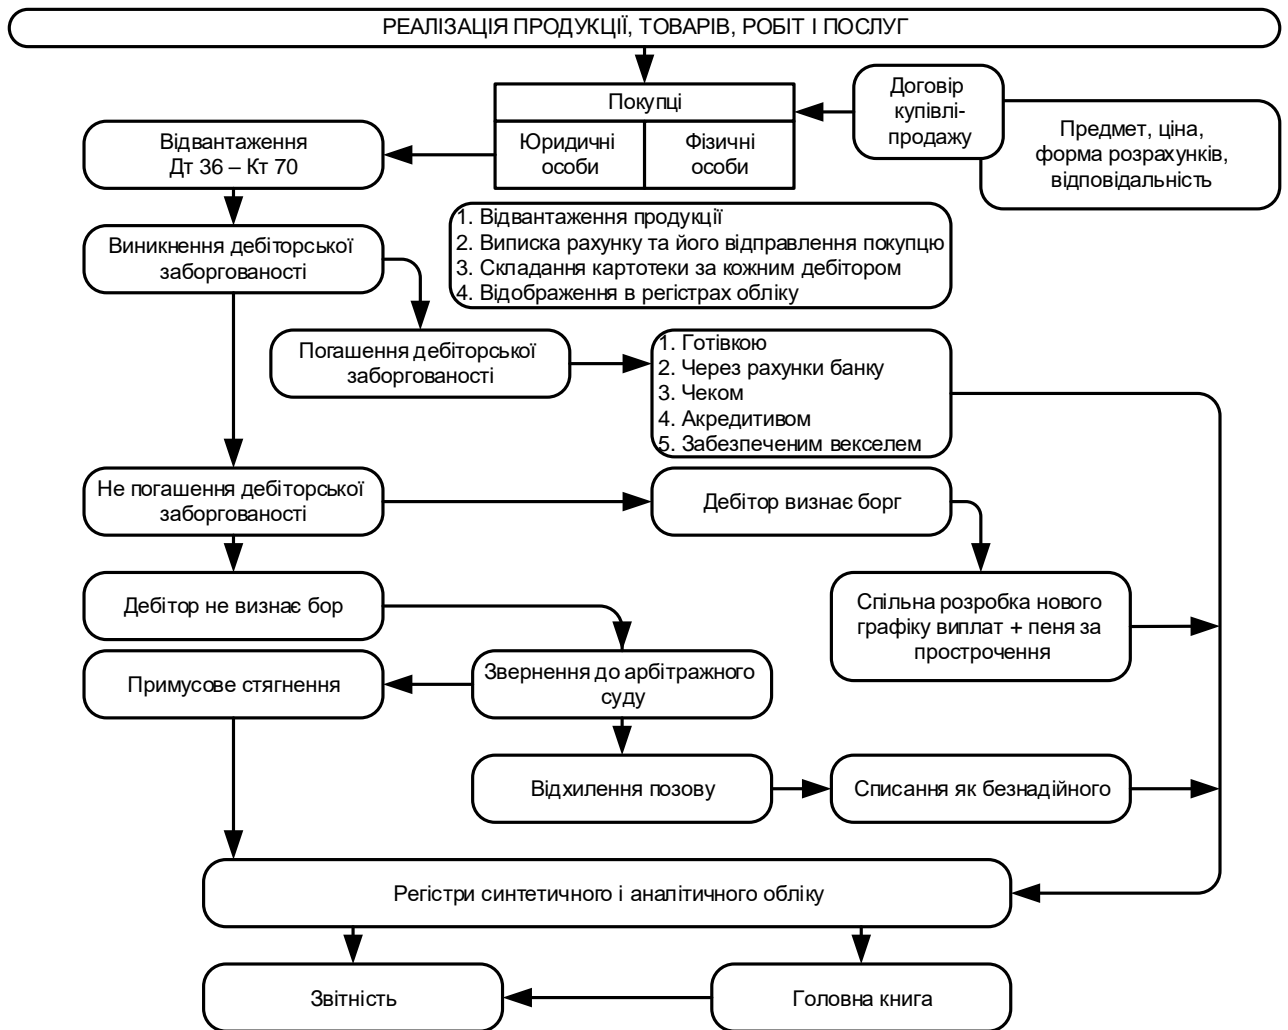 РЕАЛІЗАЦІЯ ПРОДУКЦІЇ, ТОВАРІВ, РОБІТ І ПОСЛУГ
Покупці
Юридичні
особи
Фізичні
особи
Договір
купівлі-
продажу
Предмет, ціна,
форма розрахунків,
відповідальність
Відвантаження
Дт 36 – Кт 70
Виникнення дебіторської
заборгованості
1. Відвантаження продукції
2. Виписка рахунку та його відправлення покупцю
3. Складання картотеки за кожним дебітором
4. Відображення в регістрах обліку
Погашення дебіторської
заборгованості
1. Готівкою
2. Через рахунки банку
3. Чеком
4. Акредитивом
5. Забезпеченим векселем
Не погашення дебіторської
заборгованості
Дебітор визнає борг
Дебітор не визнає бор
Спільна розробка нового
графіку виплат + пеня за
прострочення
Примусове стягнення
Звернення до арбітражного
суду
Відхилення позову
Списання як безнадійного
Регістри синтетичного і аналітичного обліку
Звітність
Головна книга